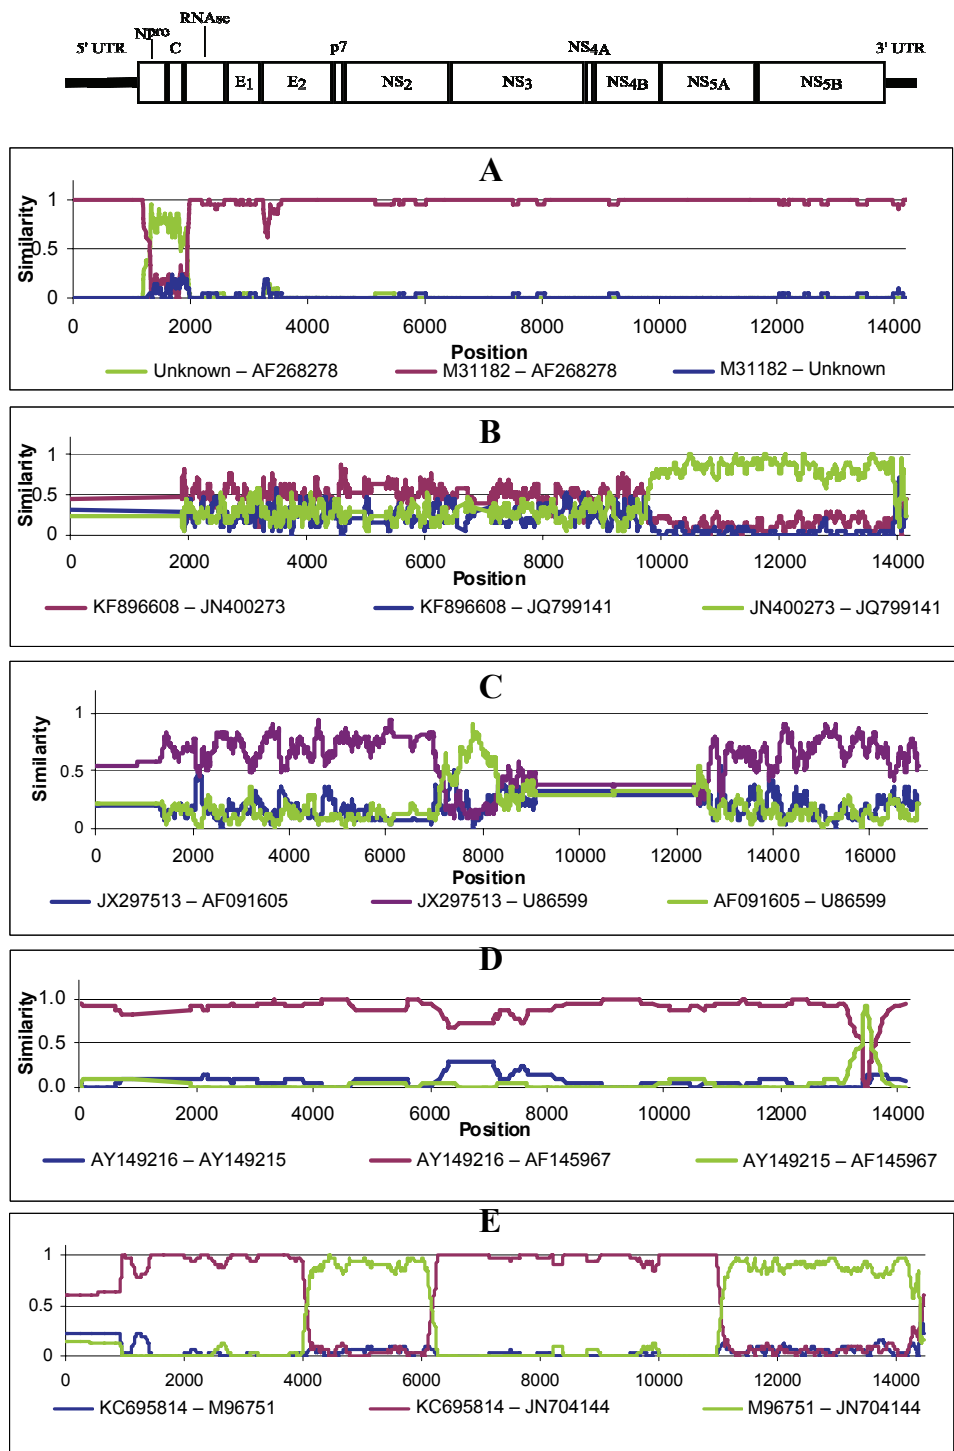 RNAse
Npro
5' UTR C p7 NS4A 3' UTR
E1 E2 NS2 NS3 NS4B NS5A NS5B
A
Similarity
1
0.5
0
0 2000 4000 6000 8000 10000 12000 14000
Position
Unknown – AF268278 M31182 – AF268278 M31182 – Unknown
B
Similarity
1
0.5
0
0 2000 4000 6000 8000 10000 12000 14000
Position
KF896608 – JN400273 KF896608 – JQ799141 JN400273 – JQ799141
C
Similarity
1
0.5
0
0 2000 4000 6000 8000 10000 12000 14000 16000
Position
JX297513 – AF091605 JX297513 – U86599 AF091605 – U86599
D
Similarity
1.0
0.5
0.0
0 2000 4000 6000 8000 10000 12000 14000
Position
AY149216 – AY149215 AY149216 – AF145967 AY149215 – AF145967
E
1
0.5
0
0 2000 4000 6000 8000 10000 12000 14000
KC695814 – M96751 KC695814 – JN704144 M96751 – JN704144